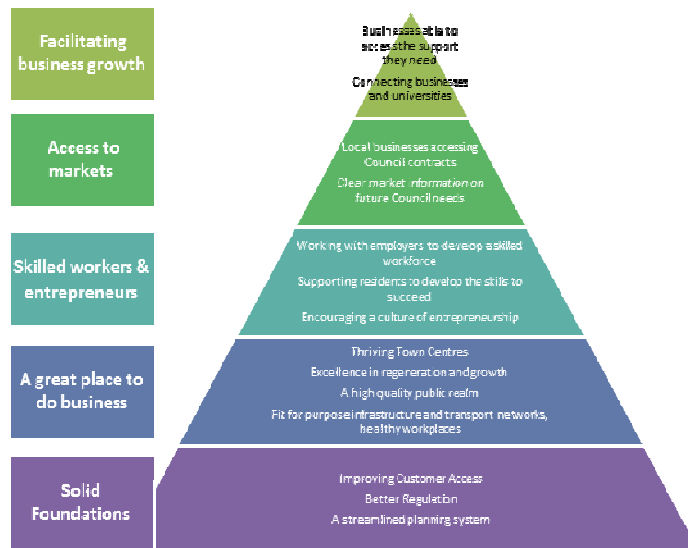 Facilitating
business growth
Businesses able to
access the support
they need
Connecting businesses
and universities
Access to
markets
Local businesses accessing
Council contracts
Clear market information on
future Council needs
Skilled workers &
entrepreneurs
Working with employers to develop a skilled
workforce
Supporting residents to develop the skills to
succeed
Encouraging a culture of entrepreneurship
A great place to
do business
Thriving Town Centres
Excellence in regeneration and growth
A high quality public realm
Fit for purpose infrastructure and transport networks,
healthy workplaces
Solid
Foundations
Improving Customer Access
Better Regulation
A streamlined planning system